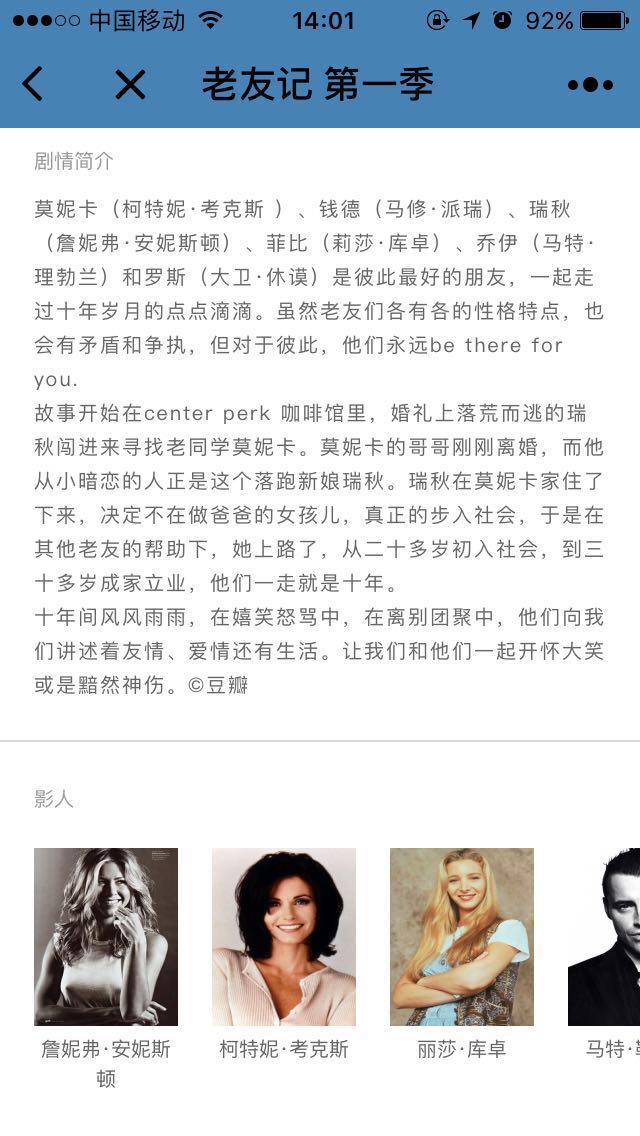 中国移动
14:01
92%
老友记 第一季
剧情简介
莫妮卡（柯特妮·考克斯 ）、钱德（马修·派瑞）、瑞秋
（詹妮弗·安妮斯顿）、菲比（莉莎·库卓）、乔伊（马特·
理勃兰）和罗斯（大卫·休谟）是彼此最好的朋友，一起走
过十年岁月的点点滴滴。虽然老友们各有各的性格特点，也
会有矛盾和争执，但对于彼此，他们永远be there for
you.
故事开始在center perk 咖啡馆里，婚礼上落荒而逃的瑞
秋闯进来寻找老同学莫妮卡。莫妮卡的哥哥刚刚离婚，而他
从小暗恋的人正是这个落跑新娘瑞秋。瑞秋在莫妮卡家住了
下来，决定不在做爸爸的女孩儿，真正的步入社会，于是在
其他老友的帮助下，她上路了，从二十多岁初入社会，到三
十多岁成家立业，他们一走就是十年。
十年间风风雨雨，在嬉笑怒骂中，在离别团聚中，他们向我
们讲述着友情、爱情还有生活。让我们和他们一起开怀大笑
或是黯然神伤。©豆瓣
影人
詹妮弗·安妮斯
顿
柯特妮·考克斯
丽莎·库卓
马特·